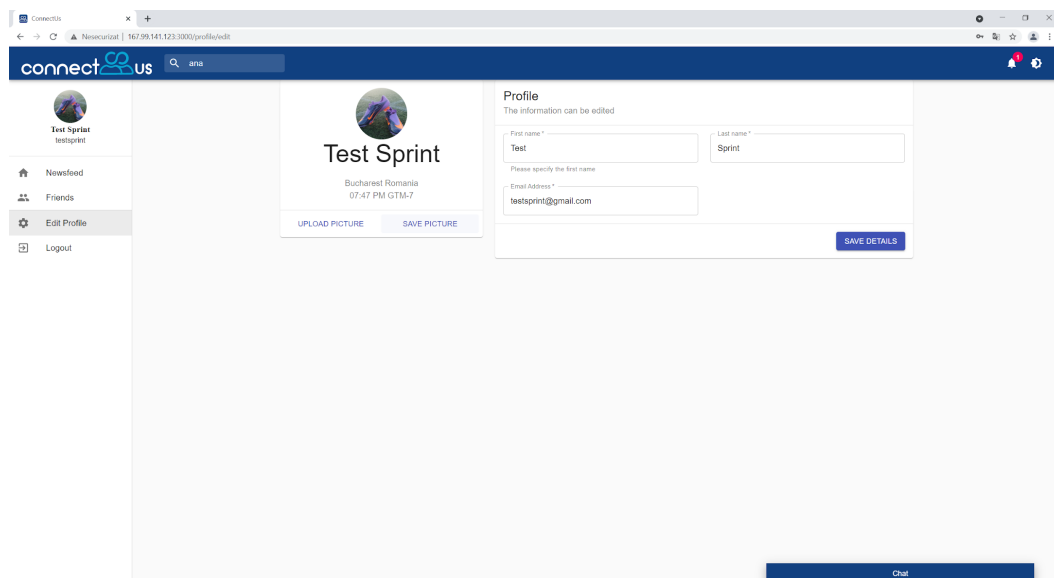 ConnectUs
Nesecurizat | 167.99.141.123:3000/profile/edit
connect us
ana
1
Test Sprint
testsprint
Newsfeed
Friends
Edit Profile
Logout
Test Sprint
Bucharest Romania
07:47 PM GTM-7
UPLOAD PICTURE SAVE PICTURE
Profile
The information can be edited
First name *
Test
Please specify the first name
Last name *
Sprint
Email Address *
testsprint@gmail.com
SAVE DETAILS
Chat